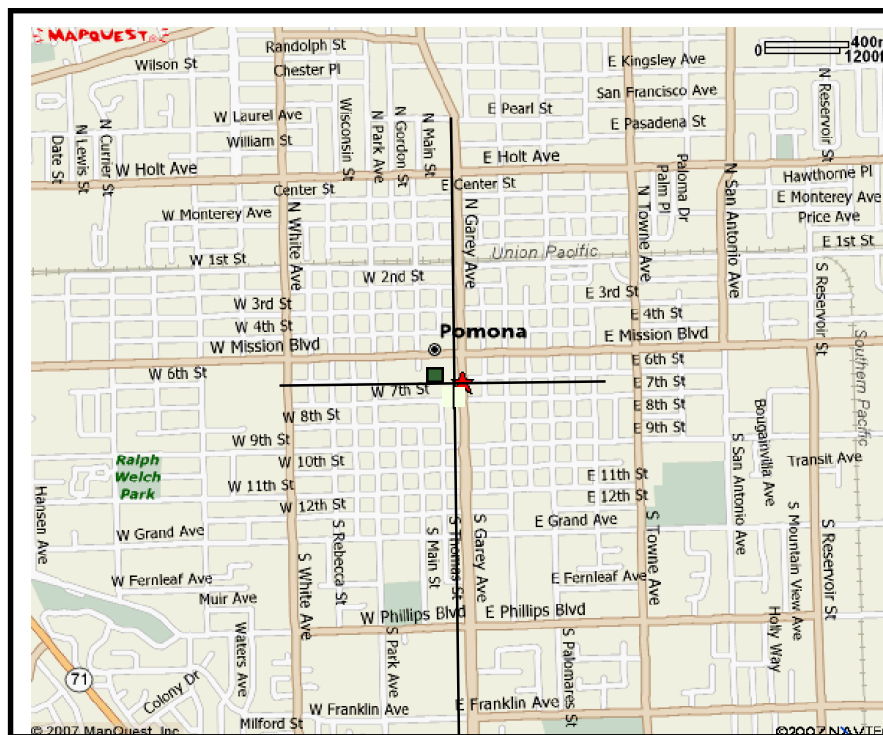 MAPQUEST
Randolph St
Wilson St
Chester Pl
E Kingsley Ave
0 400m
1200f
San Francisco Ave
W Laurel Ave
E Pearl St
E Pasadena St
William St
Date St
N Lewis St
N Currier St
Wisconsin St
N Park Ave
N Gordon St
N Main St
N Reservoir St
W Holt Ave
E Holt Ave
Center St
E Center St
Hawthorne Pl
Paloma Dr
Palm Pl
E Monterey Ave
W Monterey Ave
Price Ave
N White Ave
N Garey Ave
N Towne Ave
N San Antonio Ave
E 1st St
Union Pacific
W 1st St
W 2nd St
E 3rd St
W 3rd St
E 4th St
W 4th St
S Reservoir St
Pomona
E Mission Blvd
W Mission Blvd
E 6th St
W 6th St
E 7th St
W 7th St
Southern Pacific
E 8th St
W 8th St
E 9th St
W 9th St
Bougainvilla Ave
Ralph
Welch
Park
W 10th St
Transit Ave
E 11th St
W 11th St
E 12th St
W 12th St
Hansen Ave
S San Antonio Ave
W Grand Ave
E Grand Ave
S Rebecca St
S Main St
S Thomas St
S Garey Ave
S Towne Ave
S Mountain View Ave
S Reservoir St
S White Ave
W Fernleaf Ave
E Fernleaf Ave
Muir Ave
W Phillips Blvd
E Phillips Blvd
Waters Ave
S Park Ave
S Palomares St
Holly Way
71
Colony Dr
W Franklin Ave
E Franklin Ave
Milford St
© 2007 MapQuest, Inc.
©2007 NAVTE